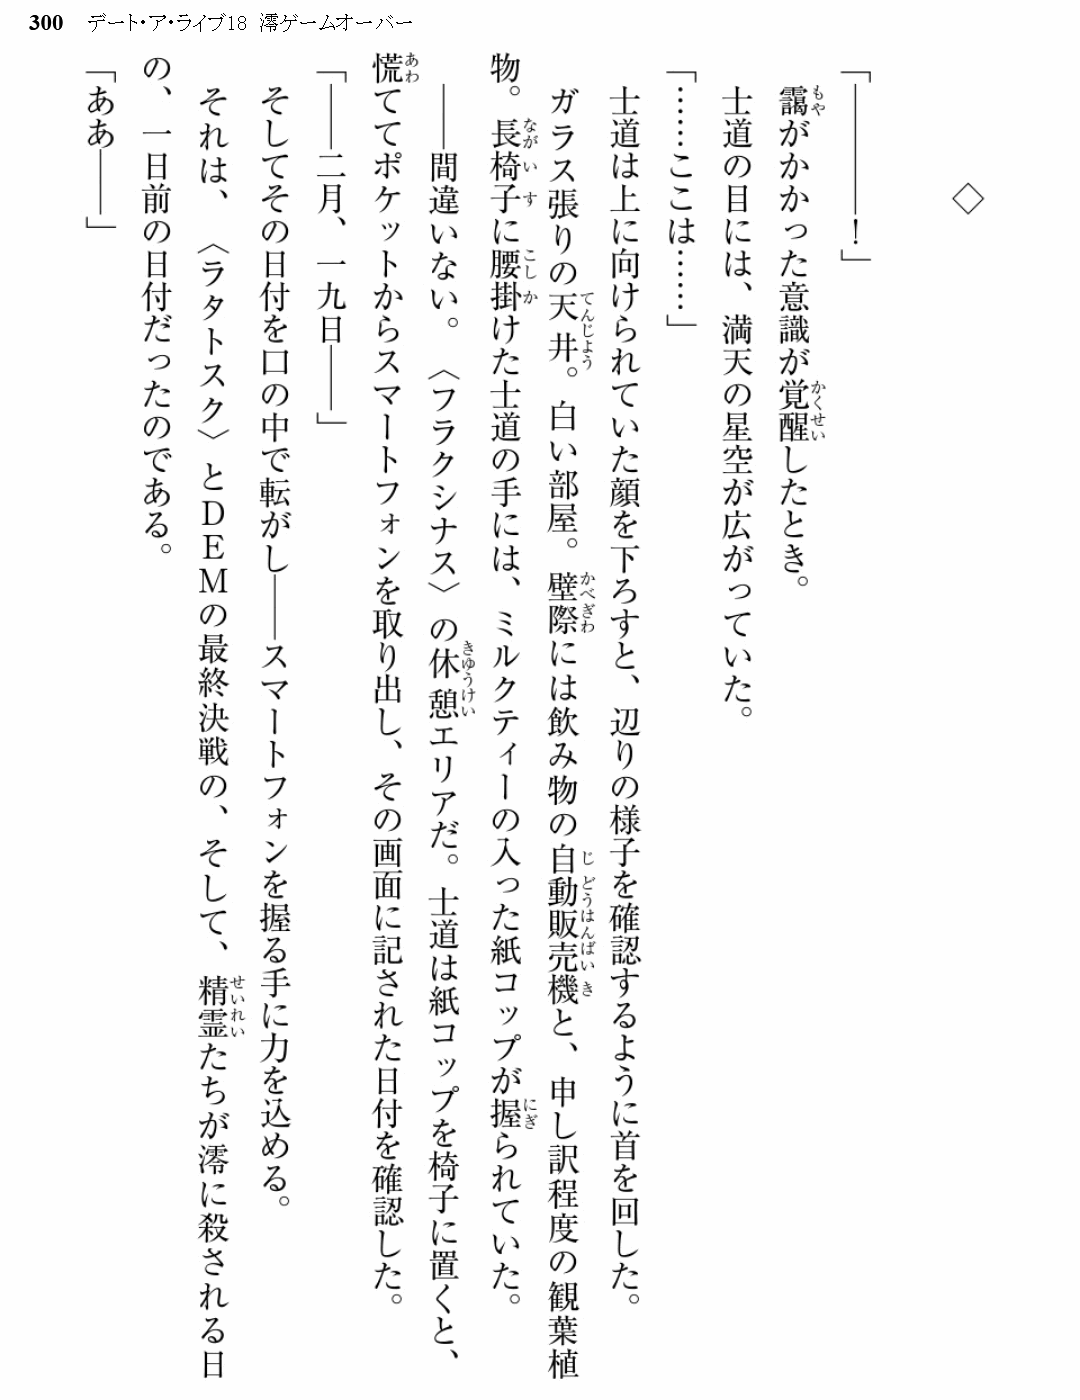 300 デート・ア・ライブ18 澪ゲームオーバー
◇
「――――！」
靄がかかった意識が覚醒したとき。
士道の目には、満天の星空が広がっていた。
「……ここは……」
士道は上に向けられていた顔を下ろすと、辺りの様子を確認するように首を回した。
ガラス張りの天井。白い部屋。壁際には飲み物の自動販売機と、申し訳程度の観葉植
物。長椅子に腰掛けた士道の手には、ミルクティーの入った紙コップが握られていた。
――間違いない。〈フラクシナス〉の休憩エリアだ。士道は紙コップを椅子に置くと、
慌ててポケットからスマートフォンを取り出し、その画面に記された日付を確認した。
「――二月、一九日――」
そしてその日付を口の中で転がし――スマートフォンを握る手に力を込める。
それは、〈ラタトスク〉とＤＥＭの最終決戦の、そして、精霊たちが澪に殺される日
の、一日前の日付だったのである。
「ああ――」